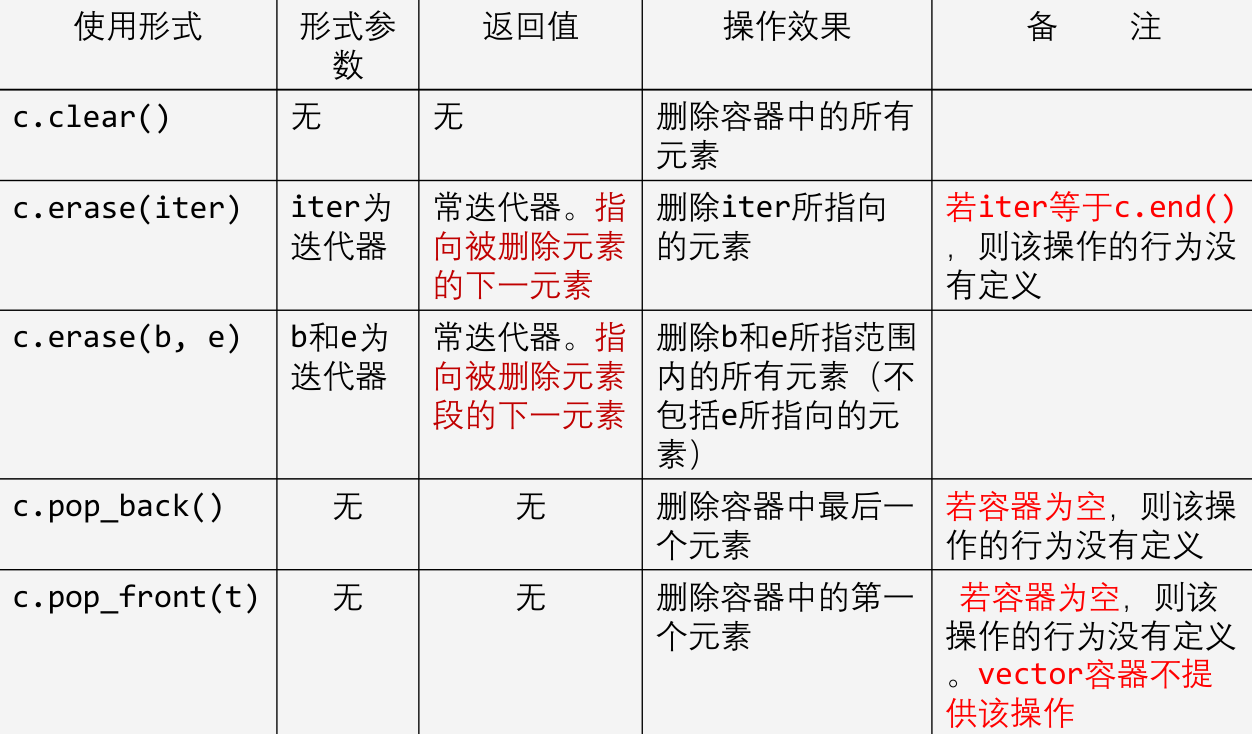 使用形式
形式参
数
返回值
操作效果
备 注
c.clear()
无
无
删除容器中的所有
元素
c.erase(iter)
iter为
迭代器
常迭代器。指
向被删除元素
的下一元素
删除iter所指向
的元素
若iter等于c.end()
，则该操作的行为没
有定义
c.erase(b, e)
b和e为
迭代器
常迭代器。指
向被删除元素
段的下一元素
删除b和e所指范围
内的所有元素（不
包括e所指向的元
素）
c.pop_back()
无
无
删除容器中最后一
个元素
若容器为空，则该操
作的行为没有定义
c.pop_front(t)
无
无
删除容器中的第一
个元素
若容器为空，则该
操作的行为没有定义
。vector容器不提
供该操作